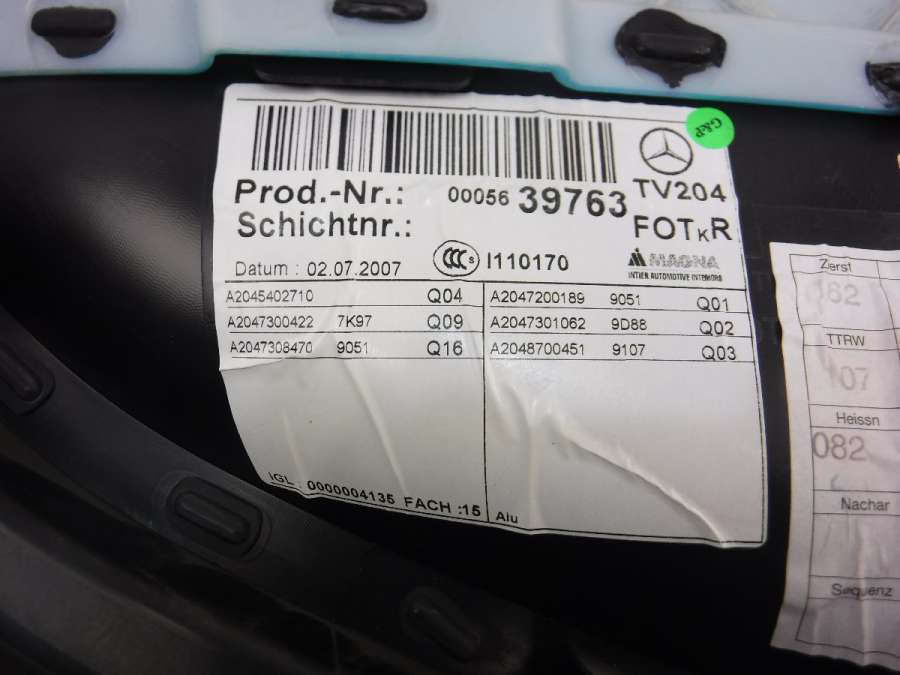 G&P
Prod.-Nr.: 00056 39763 TV204
Schichtnr.: FOTKR
Datum : 02.07.2007 CCC S I110170 MAGNA
INTIER AUTOMOTIVE INTERIORS
A2045402710 Q04 A2047200189 9051 Q01
A2047300422 7K97 Q09 A2047301062 9D88 Q02
A2047308470 9051 Q16 A2048700451 9107 Q03
IGL : 0000004135 FACH :15 Alu
Zierst
162
TTRW
107
Heissn
082
Nachar
Sequenz